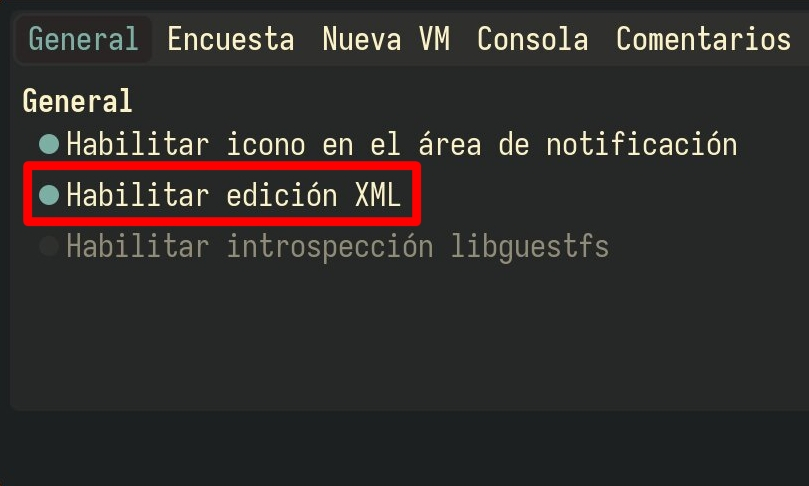 General Encuesta Nueva VM Consola Comentarios
General
Habilitar icono en el área de notificación
Habilitar edición XML
Habilitar introspección libguestfs